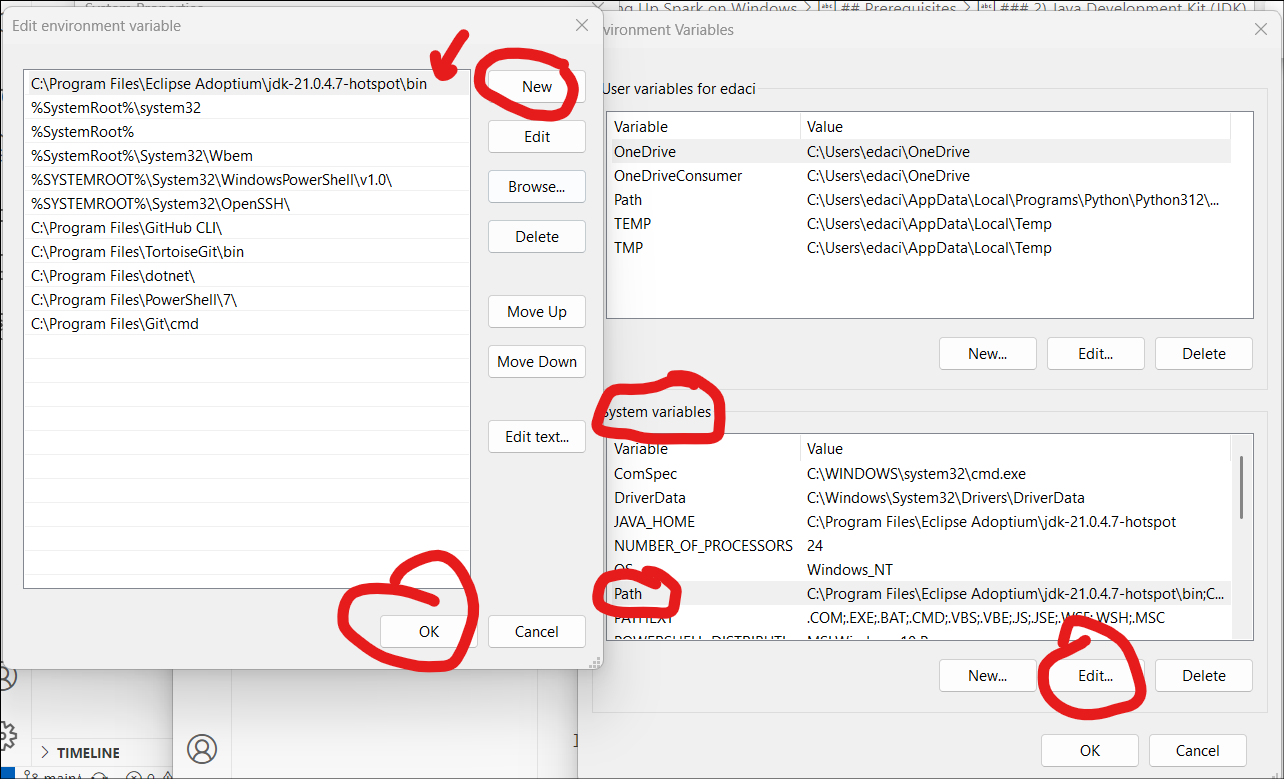 System Properties
ng Up Spark on Windows > ## Prerequisites > ### 2) Java Development Kit (JDK)
Edit environment variable
C:\Program Files\Eclipse Adoptium\jdk-21.0.4.7-hotspot\bin
%SystemRoot%\system32
%SystemRoot%
%SystemRoot%\System32\Wbem
%SYSTEMROOT%\System32\WindowsPowerShell\v1.0\
%SYSTEMROOT%\System32\OpenSSH\
C:\Program Files\GitHub CLI\
C:\Program Files\TortoiseGit\bin
C:\Program Files\dotnet\
C:\Program Files\PowerShell\7\
C:\Program Files\Git\cmd
New
Edit
Browse...
Delete
Move Up
Move Down
Edit text...
OK
Cancel
vironment Variables
User variables for edaci
Variable Value
OneDrive C:\Users\edaci\OneDrive
OneDriveConsumer C:\Users\edaci\OneDrive
Path C:\Users\edaci\AppData\Local\Programs\Python\Python312\...
TEMP C:\Users\edaci\AppData\Local\Temp
TMP C:\Users\edaci\AppData\Local\Temp
New... Edit... Delete
System variables
Variable Value
ComSpec C:\WINDOWS\system32\cmd.exe
DriverData C:\Windows\System32\Drivers\DriverData
JAVA_HOME C:\Program Files\Eclipse Adoptium\jdk-21.0.4.7-hotspot
NUMBER_OF_PROCESSORS 24
OS Windows_NT
Path C:\Program Files\Eclipse Adoptium\jdk-21.0.4.7-hotspot\bin;C...
PATHEXT .COM;.EXE;.BAT;.CMD;.VBS;.VBE;.JS;.JSE;.WSF;.WSH;.MSC
New... Edit... Delete
OK Cancel
TIMELINE
main